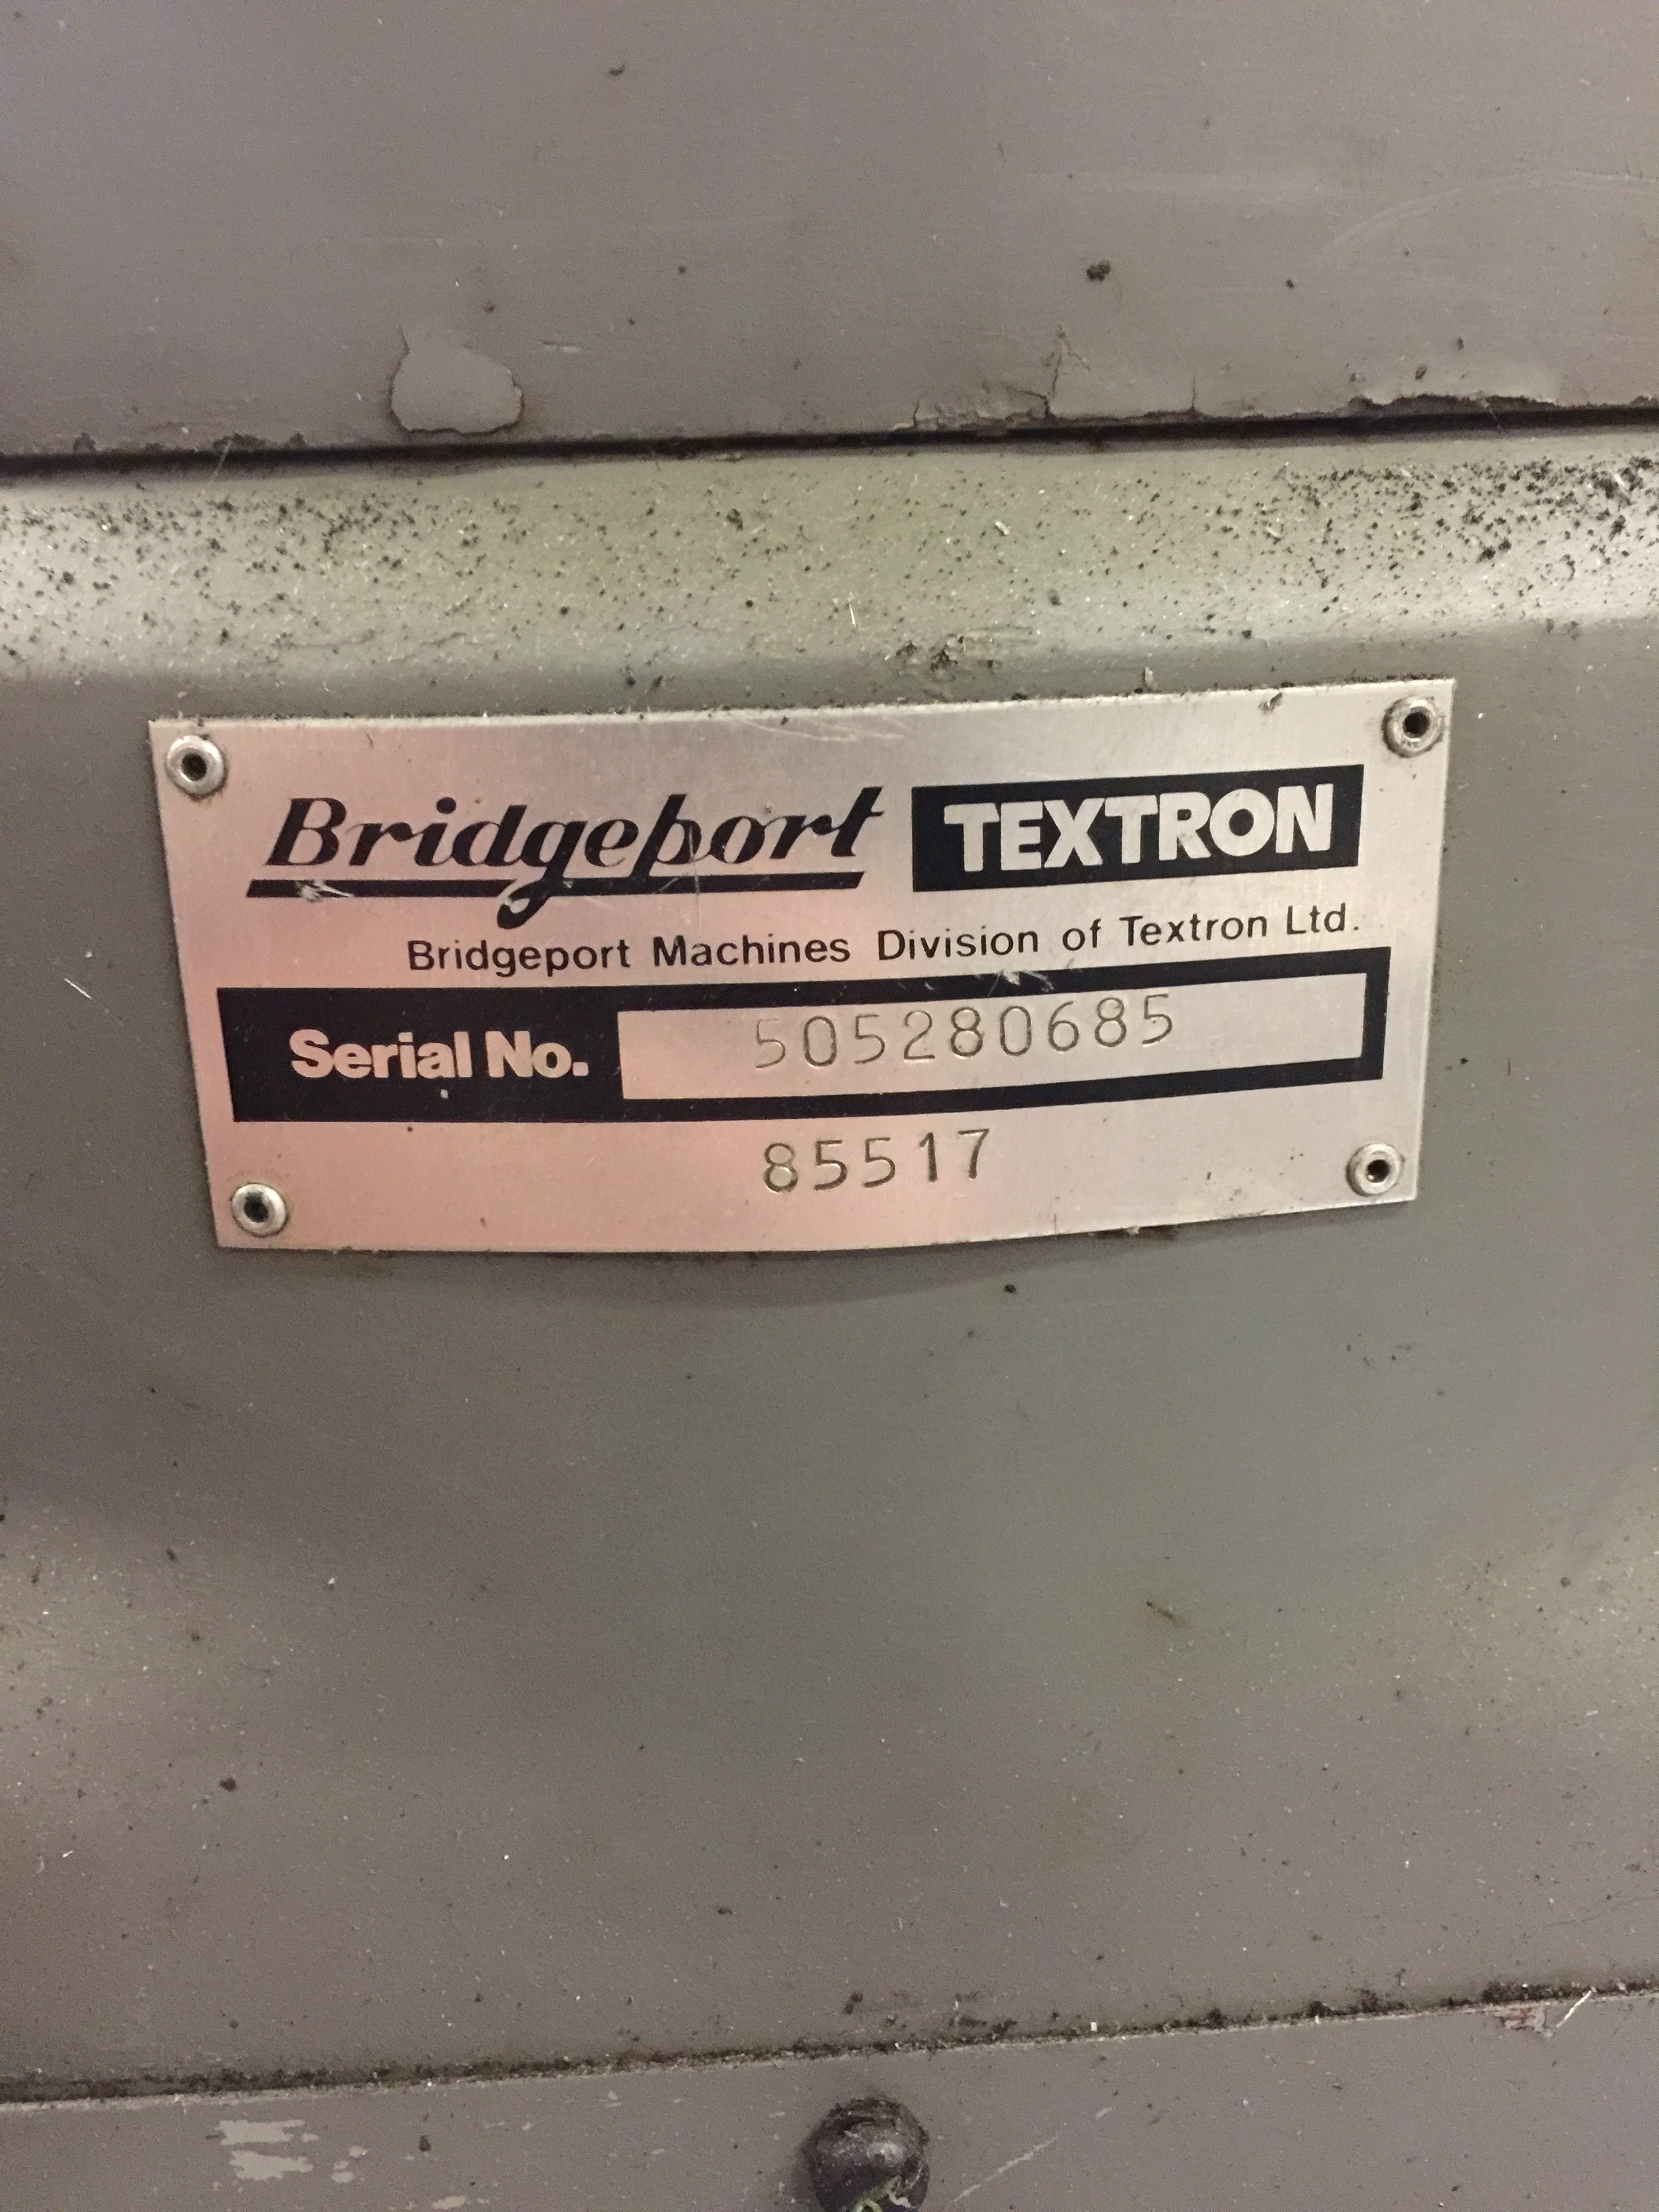 Bridgeport TEXTRON
Bridgeport Machines Division of Textron Ltd.
Serial No. 505280685
85517